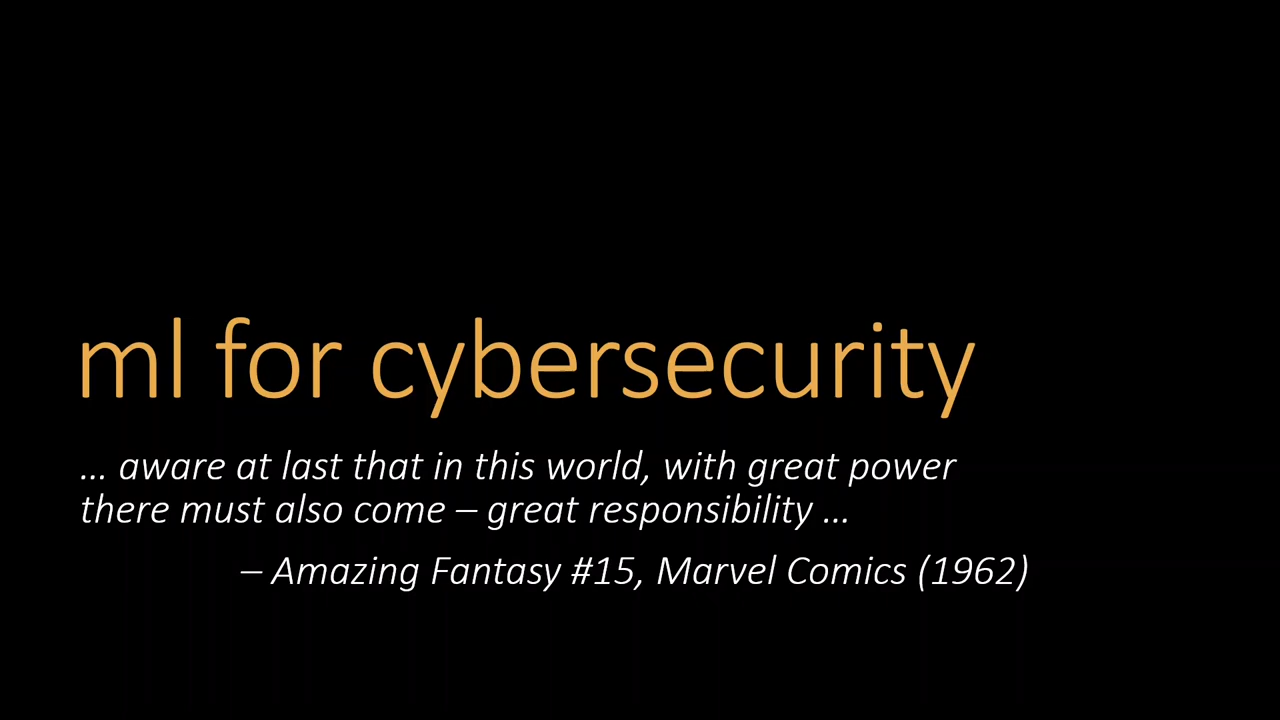 ml for cybersecurity
… aware at last that in this world, with great power
there must also come – great responsibility …
– Amazing Fantasy #15, Marvel Comics (1962)